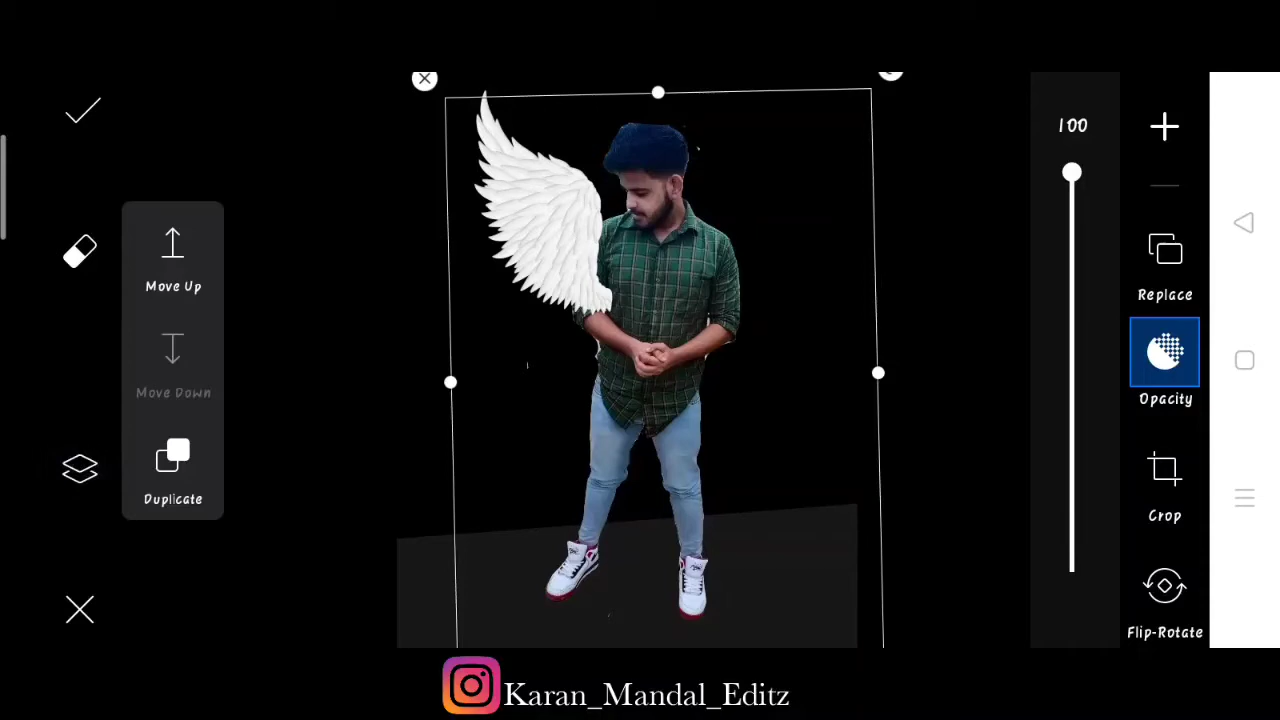 100
Move Up
Replace
Move Down
Opacity
Duplicate
Crop
Flip-Rotate
Karan_Mandal_Editz